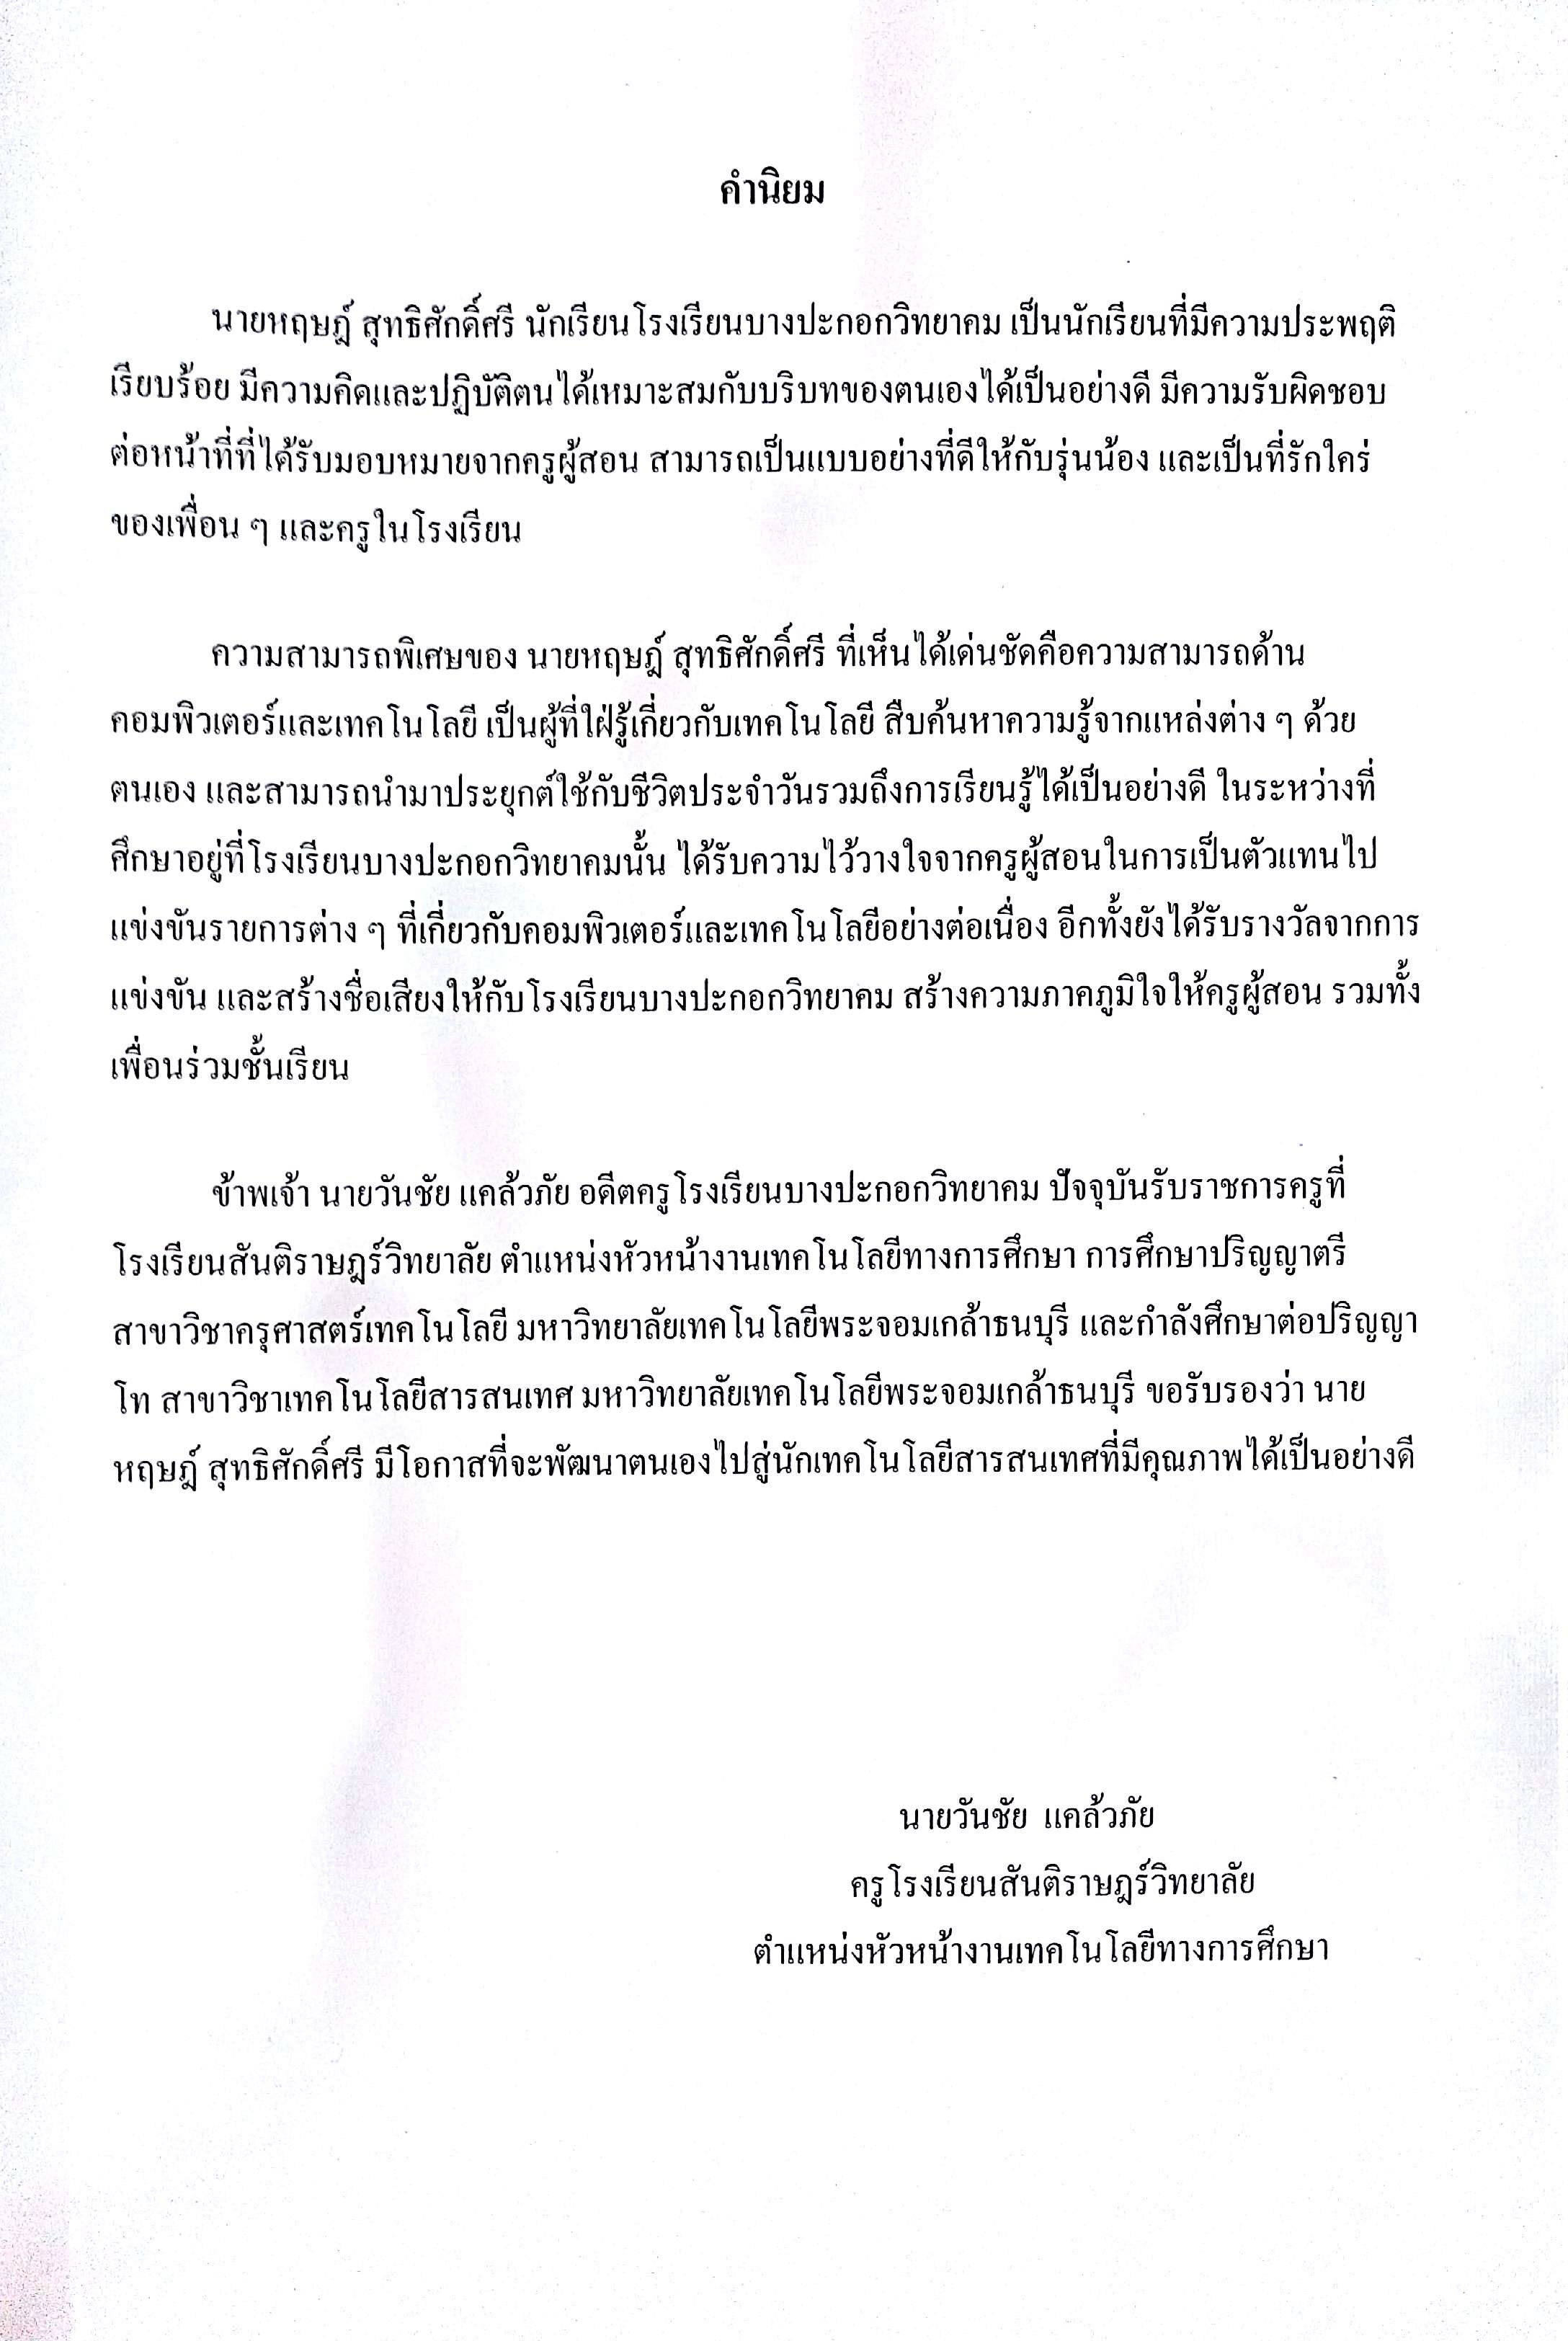 คำนิยม
นายหฤษฎ์ สุทธิศักดิ์ศรี นักเรียนโรงเรียนบางปะกอกวิทยาคม เป็นนักเรียนที่มีความประพฤติ
เรียบร้อย มีความคิดและปฏิบัติตนได้เหมาะสมกับบริบทของตนเองได้เป็นอย่างดี มีความรับผิดชอบ
ต่อหน้าที่ที่ได้รับมอบหมายจากครูผู้สอน สามารถเป็นแบบอย่างที่ดีให้กับรุ่นน้อง และเป็นที่รักใคร่
ของเพื่อน ๆ และครูในโรงเรียน
ความสามารถพิเศษของ นายหฤษฎ์ สุทธิศักดิ์ศรี ที่เห็นได้เด่นชัดคือความสามารถด้าน
คอมพิวเตอร์และเทคโนโลยี เป็นผู้ที่ใฝ่รู้เกี่ยวกับเทคโนโลยี สืบค้นหาความรู้จากแหล่งต่าง ๆ ด้วย
ตนเอง และสามารถนำมาประยุกต์ใช้กับชีวิตประจำวันรวมถึงการเรียนรู้ได้เป็นอย่างดี ในระหว่างที่
ศึกษาอยู่ที่โรงเรียนบางปะกอกวิทยาคมนั้น ได้รับความไว้วางใจจากครูผู้สอนในการเป็นตัวแทนไป
แข่งขันรายการต่าง ๆ ที่เกี่ยวกับคอมพิวเตอร์และเทคโนโลยีอย่างต่อเนื่อง อีกทั้งยังได้รับรางวัลจากการ
แข่งขัน และสร้างชื่อเสียงให้กับโรงเรียนบางปะกอกวิทยาคม สร้างความภาคภูมิใจให้ครูผู้สอน รวมทั้ง
เพื่อนร่วมชั้นเรียน
ข้าพเจ้า นายวันชัย แคล้วภัย อดีตครูโรงเรียนบางปะกอกวิทยาคม ปัจจุบันรับราชการครูที่
โรงเรียนสันติราษฎร์วิทยาลัย ตำแหน่งหัวหน้างานเทคโนโลยีทางการศึกษา การศึกษาปริญญาตรี
สาขาวิชาครุศาสตร์เทคโนโลยี มหาวิทยาลัยเทคโนโลยีพระจอมเกล้าธนบุรี และกำลังศึกษาต่อปริญญา
โท สาขาวิชาเทคโนโลยีสารสนเทศ มหาวิทยาลัยเทคโนโลยีพระจอมเกล้าธนบุรี ขอรับรองว่า นาย
หฤษฎ์ สุทธิศักดิ์ศรี มีโอกาสที่จะพัฒนาตนเองไปสู่นักเทคโนโลยีสารสนเทศที่มีคุณภาพได้เป็นอย่างดี
นายวันชัย แคล้วภัย
ครูโรงเรียนสันติราษฎร์วิทยาลัย
ตำแหน่งหัวหน้างานเทคโนโลยีทางการศึกษา